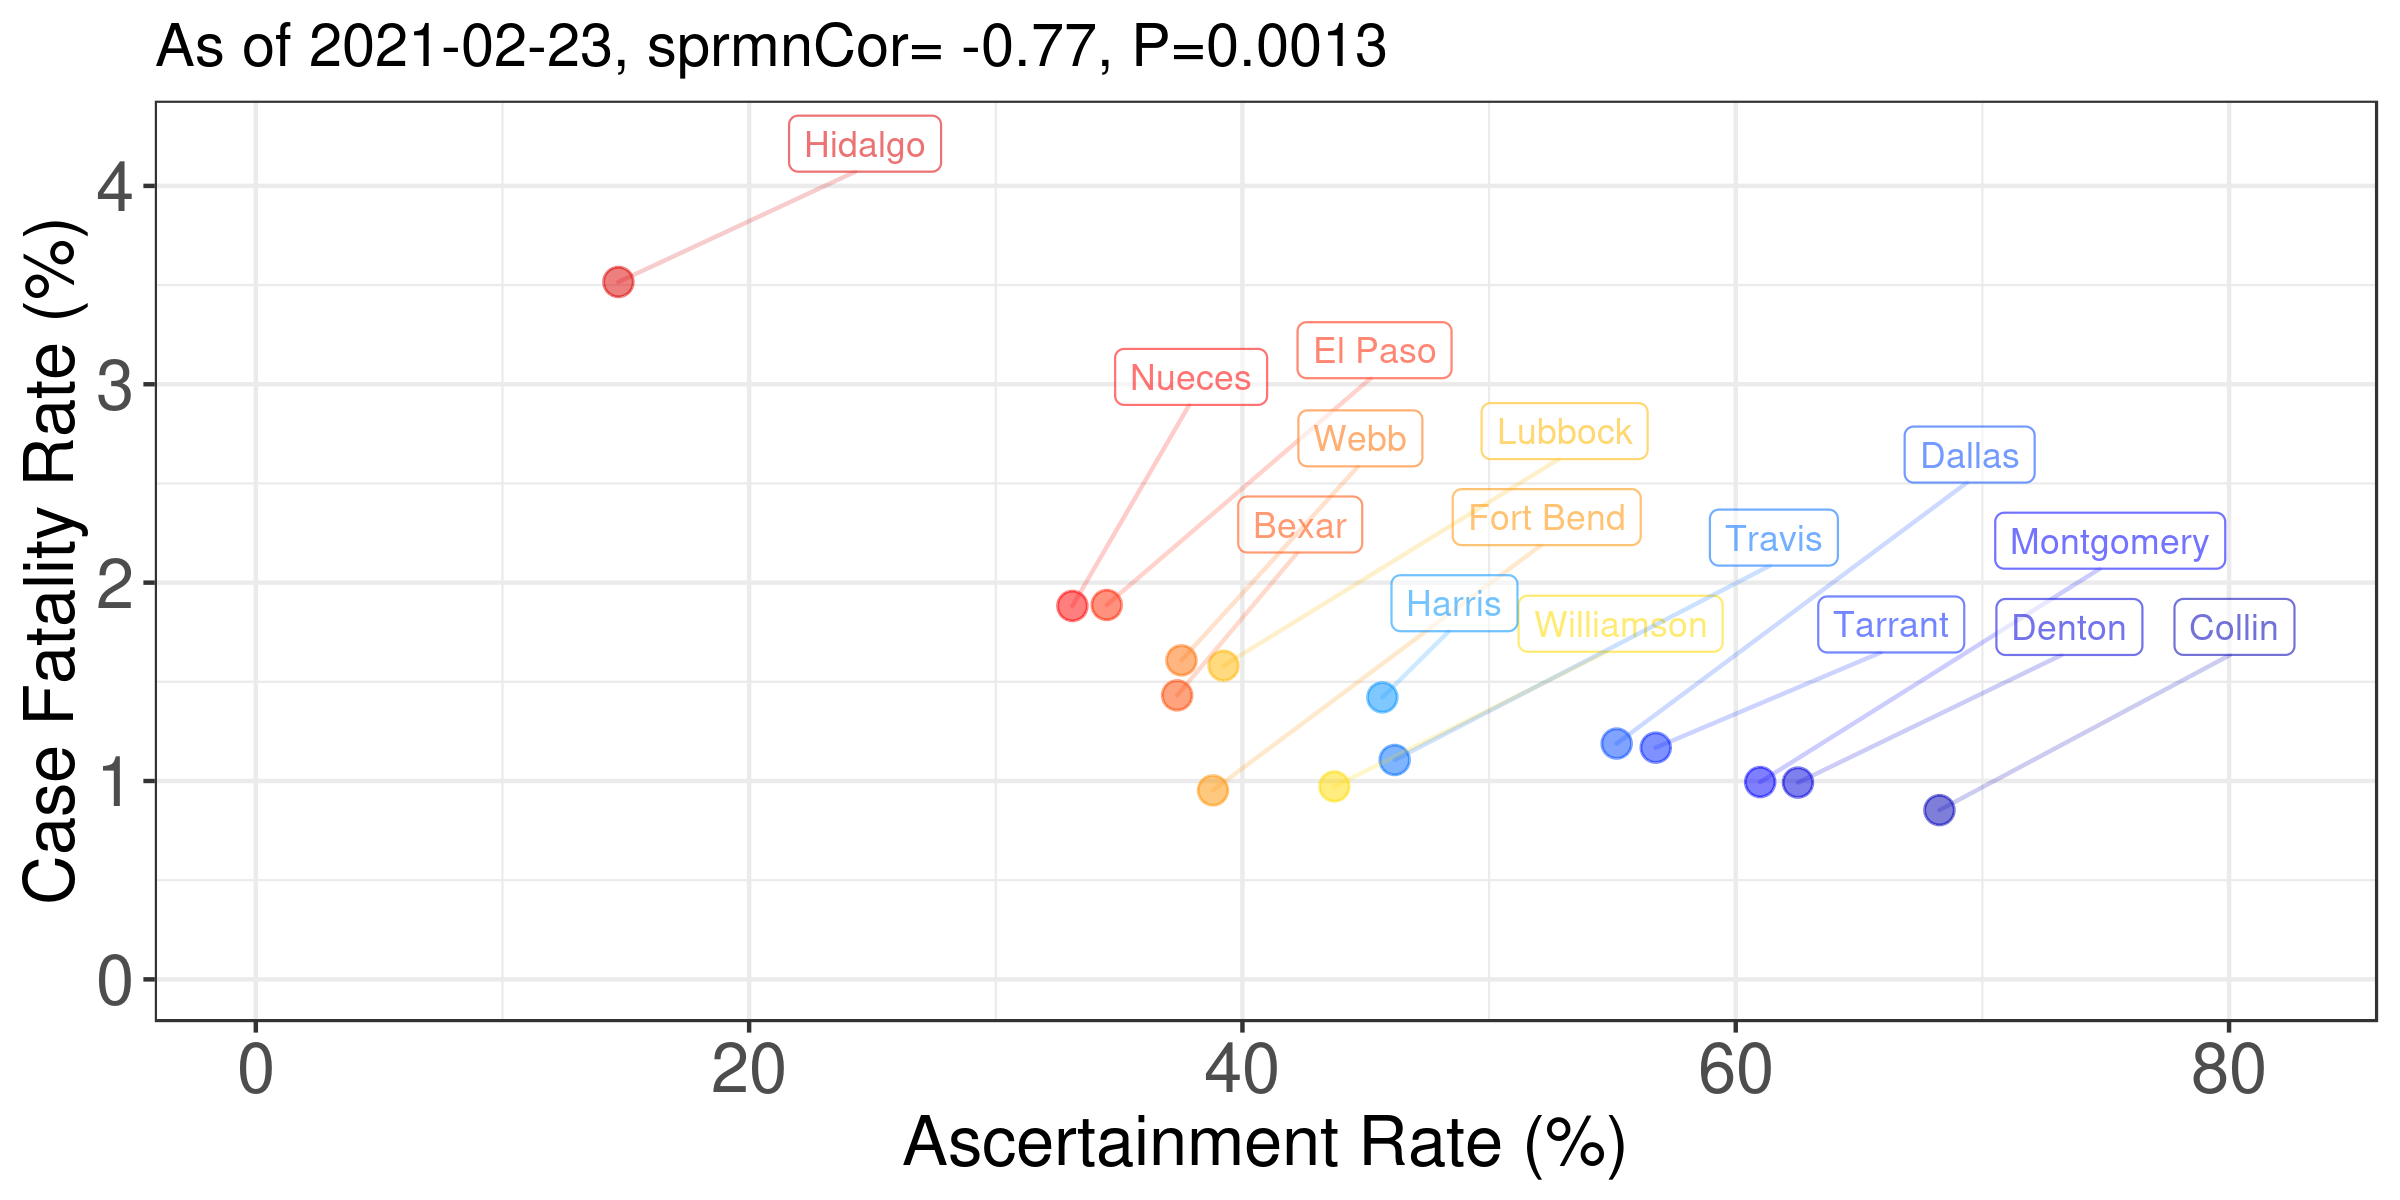 As of 2021-02-23, sprmnCor= -0.77, P=0.0013
Case Fatality Rate (%)
4
3
2
1
0
Hidalgo
El Paso
Nueces
Webb
Lubbock
Dallas
Bexar
Fort Bend
Travis
Montgomery
Harris
Williamson
Tarrant
Denton
Collin
0 20 40 60 80
Ascertainment Rate (%)